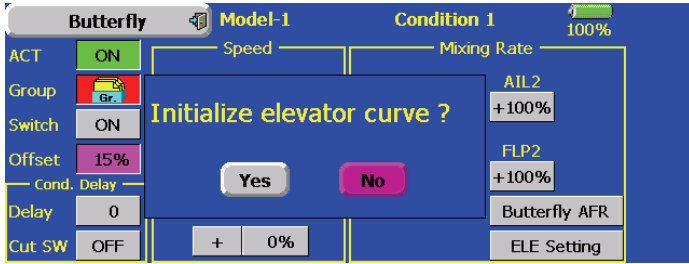 Butterfly Model-1 Condition 1 100%
Speed Mixing Rate
ACT ON
Group Gr. AIL2
+100%
Switch ON
Initialize elevator curve ?
Offset 15% FLP2
Yes No +100%
Cond. Delay
Delay 0 Butterfly AFR
Cut SW OFF + 0% ELE Setting